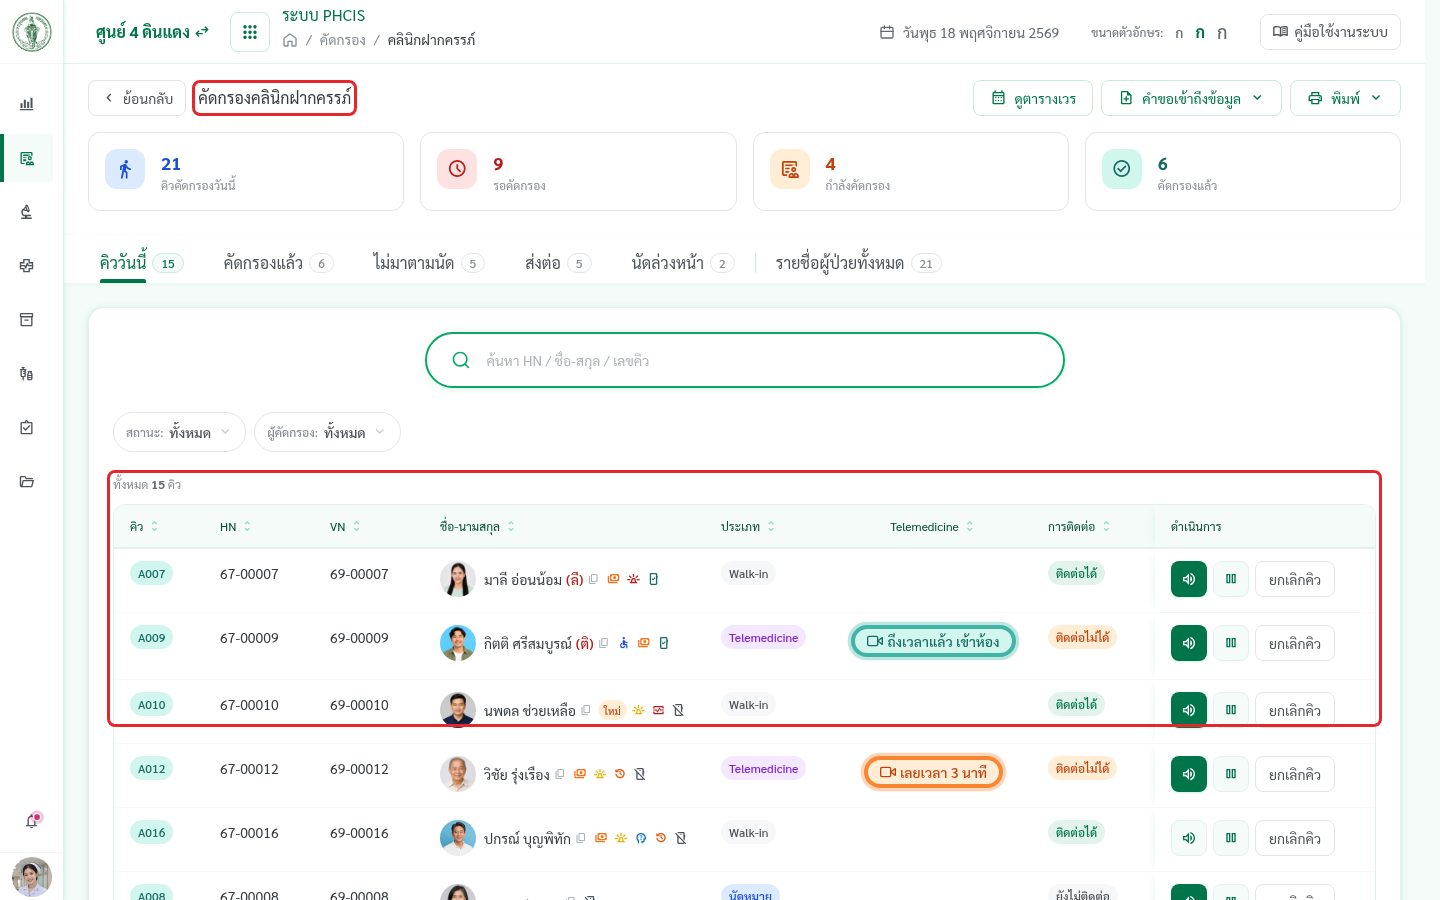 ศูนย์ 4 ดินแดง
ระบบ PHCIS
/ คัดกรอง / คลินิกฝากครรภ์
วันพุธ 18 พฤศจิกายน 2569
ขนาดตัวอักษร: ก ก ก
คู่มือใช้งานระบบ
ย้อนกลับ
คัดกรองคลินิกฝากครรภ์
ดูตารางเวร
คำขอเข้าถึงข้อมูล
พิมพ์
21
คิวคัดกรองวันนี้
9
รอคัดกรอง
4
กำลังคัดกรอง
6
คัดกรองแล้ว
คิววันนี้ 15
คัดกรองแล้ว 6
ไม่มาตามนัด 5
ส่งต่อ 5
นัดล่วงหน้า 2
รายชื่อผู้ป่วยทั้งหมด 21
ค้นหา HN / ชื่อ-สกุล / เลขคิว
สถานะ: ทั้งหมด
ผู้คัดกรอง: ทั้งหมด
ทั้งหมด 15 คิว
คิว HN VN ชื่อ-นามสกุล ประเภท Telemedicine การติดต่อ ดำเนินการ
A007 67-00007 69-00007 มาลี อ่อนน้อม (ลี) Walk-in ติดต่อได้ ยกเลิกคิว
A009 67-00009 69-00009 กิตติ ศรีสมบูรณ์ (ติ) Telemedicine ถึงเวลาแล้ว เข้าห้อง ติดต่อไม่ได้ ยกเลิกคิว
A010 67-00010 69-00010 นพดล ช่วยเหลือ ใหม่ Walk-in ติดต่อได้ ยกเลิกคิว
A012 67-00012 69-00012 วิชัย รุ่งเรือง Telemedicine เลยเวลา 3 นาที ติดต่อไม่ได้ ยกเลิกคิว
A016 67-00016 69-00016 ปกรณ์ บุญพิทัก Walk-in ติดต่อได้ ยกเลิกคิว
A008 67-00008 69-00008 นัดหมาย ยังไม่ติดต่อ